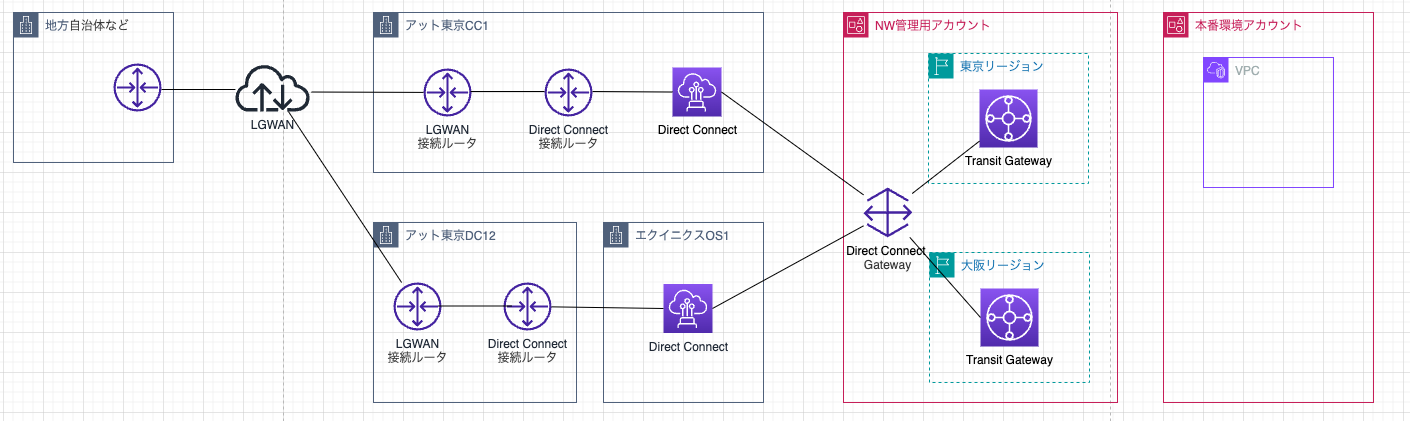 地方自治体など
LGWAN
アット東京CC1
LGWAN
接続ルータ
Direct Connect
接続ルータ
Direct Connect
アット東京DC12
LGWAN
接続ルータ
Direct Connect
接続ルータ
エクイニクスOS1
Direct Connect
NW管理用アカウント
東京リージョン
Transit Gateway
Direct Connect
Gateway
大阪リージョン
Transit Gateway
本番環境アカウント
VPC